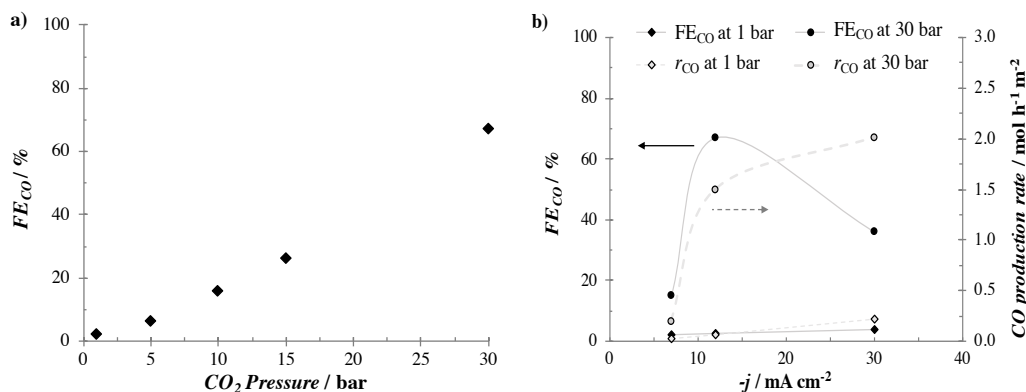 a)
100
80
60
40
20
0
FE_CO / %
0 5 10 15 20 25 30
CO₂ Pressure / bar
b)
FE_CO at 1 bar FE_CO at 30 bar
r_CO at 1 bar r_CO at 30 bar
100
80
60
40
20
0
FE_CO / %
3.0
2.5
2.0
1.5
1.0
0.5
0.0
CO production rate / mol h⁻¹ m⁻²
0 10 20 30 40
-j / mA cm⁻²